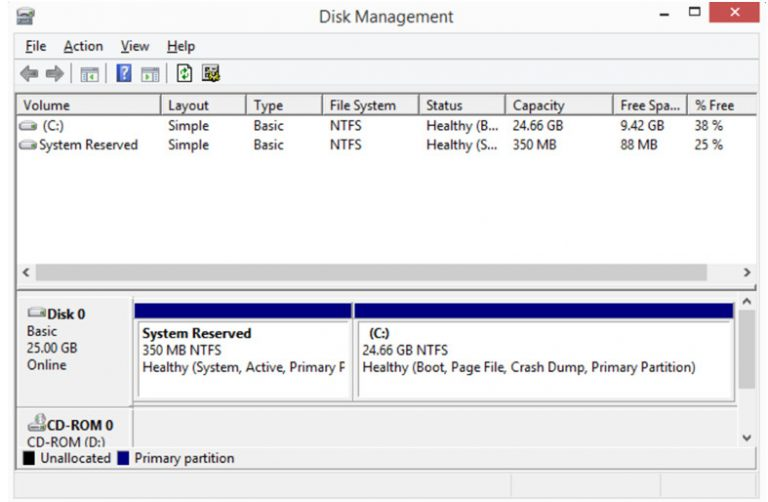 Disk Management
File Action View Help
Volume Layout Type File System Status Capacity Free Spa... % Free
(C:) Simple Basic NTFS Healthy (B... 24.66 GB 9.42 GB 38 %
System Reserved Simple Basic NTFS Healthy (S... 350 MB 88 MB 25 %
Disk 0
Basic
25.00 GB
Online
System Reserved
350 MB NTFS
Healthy (System, Active, Primary P
(C:)
24.66 GB NTFS
Healthy (Boot, Page File, Crash Dump, Primary Partition)
CD-ROM 0
CD-ROM (D:)
Unallocated Primary partition